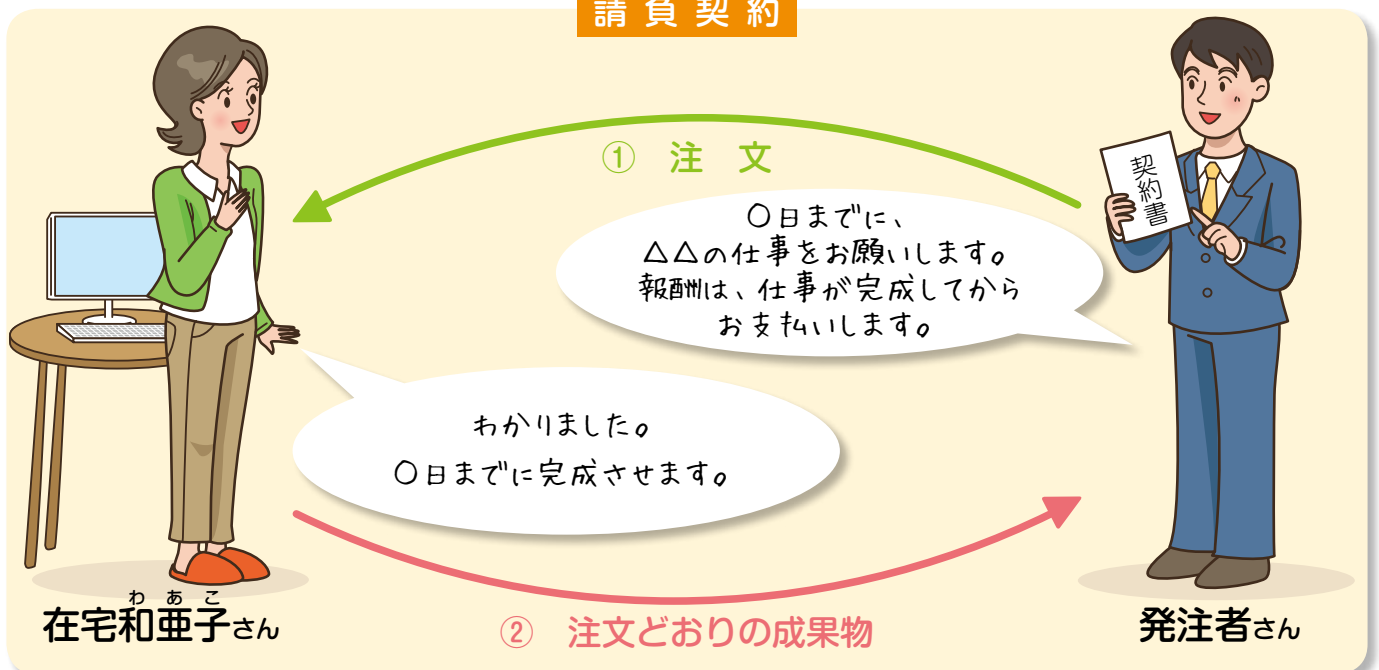 請負契約
① 注文
契約書
〇日までに、
△△の仕事をお願いします。
報酬は、仕事が完成してから
お支払いします。
わかりました。
〇日までに完成させます。
わあこ
在宅和亜子さん
② 注文どおりの成果物
発注者さん